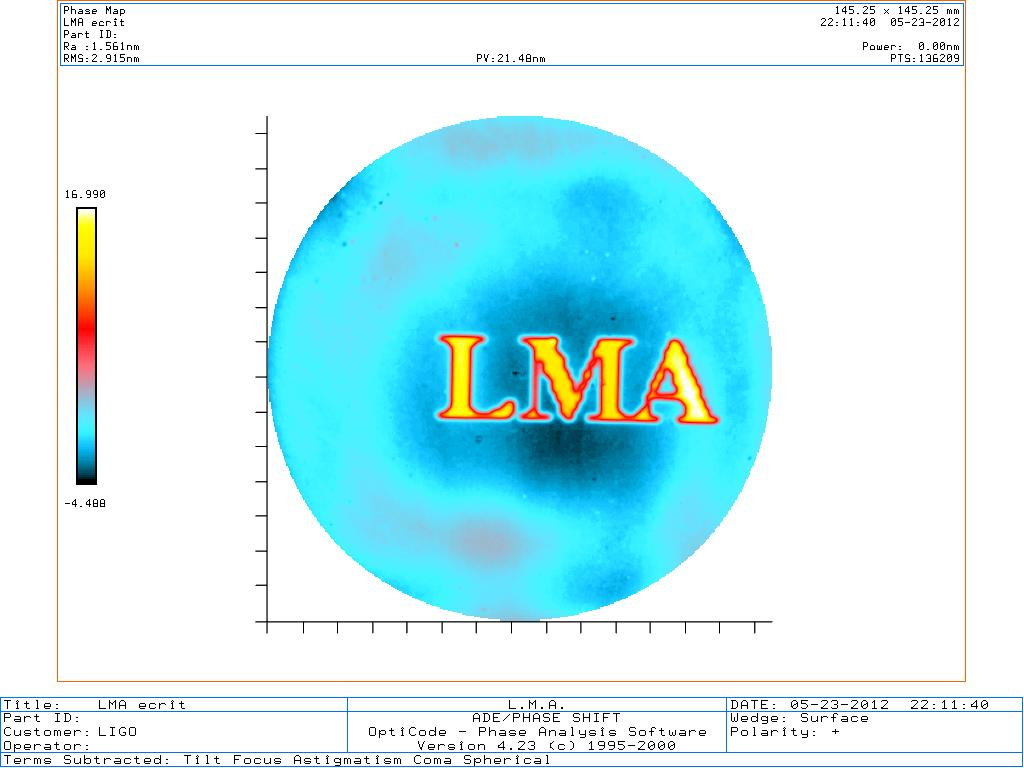 Phase Map 145.25 x 145.25 mm
LMA ecrit 22:11:40 05-23-2012
Part ID:
Ra :1.561nm Power: 0.00nm
RMS:2.915nm PV:21.48nm PTS:136209
16.990
LMA
-4.488
Title: LMA ecrit L.M.A. DATE: 05-23-2012 22:11:40
Part ID: ADE/PHASE SHIFT Wedge: Surface
Customer: LIGO OptiCode - Phase Analysis Software Polarity: +
Operator: Version 4.23 (c) 1995-2000
Terms Subtracted: Tilt Focus Astigmatism Coma Spherical